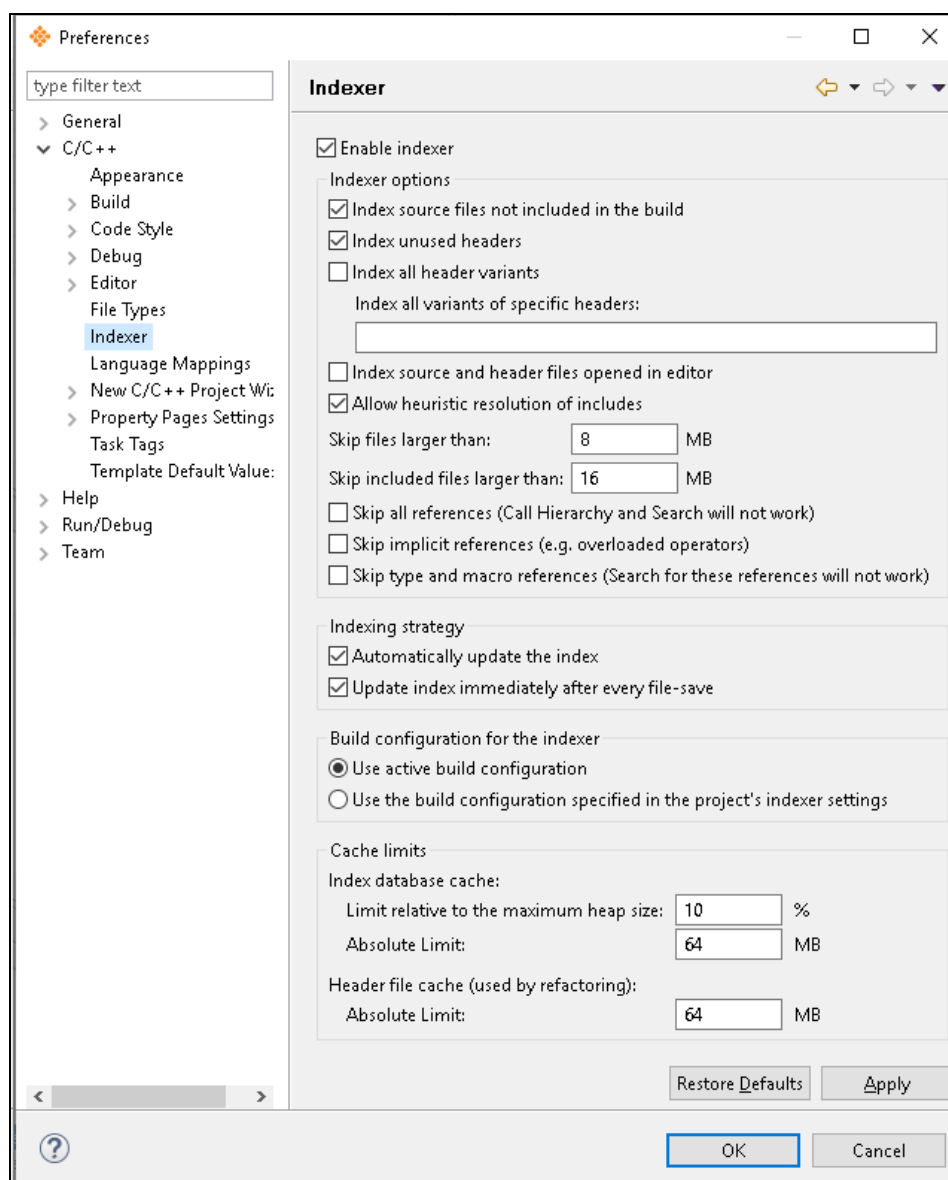 Preferences
type filter text
General
C/C++
Appearance
Build
Code Style
Debug
Editor
File Types
Indexer
Language Mappings
New C/C++ Project Wi:
Property Pages Settings
Task Tags
Template Default Value:
Help
Run/Debug
Team
Indexer
Enable indexer
Indexer options
Index source files not included in the build
Index unused headers
Index all header variants
Index all variants of specific headers:
Index source and header files opened in editor
Allow heuristic resolution of includes
Skip files larger than: 8 MB
Skip included files larger than: 16 MB
Skip all references (Call Hierarchy and Search will not work)
Skip implicit references (e.g. overloaded operators)
Skip type and macro references (Search for these references will not work)
Indexing strategy
Automatically update the index
Update index immediately after every file-save
Build configuration for the indexer
Use active build configuration
Use the build configuration specified in the project's indexer settings
Cache limits
Index database cache:
Limit relative to the maximum heap size: 10 %
Absolute Limit: 64 MB
Header file cache (used by refactoring):
Absolute Limit: 64 MB
Restore Defaults Apply
? OK Cancel